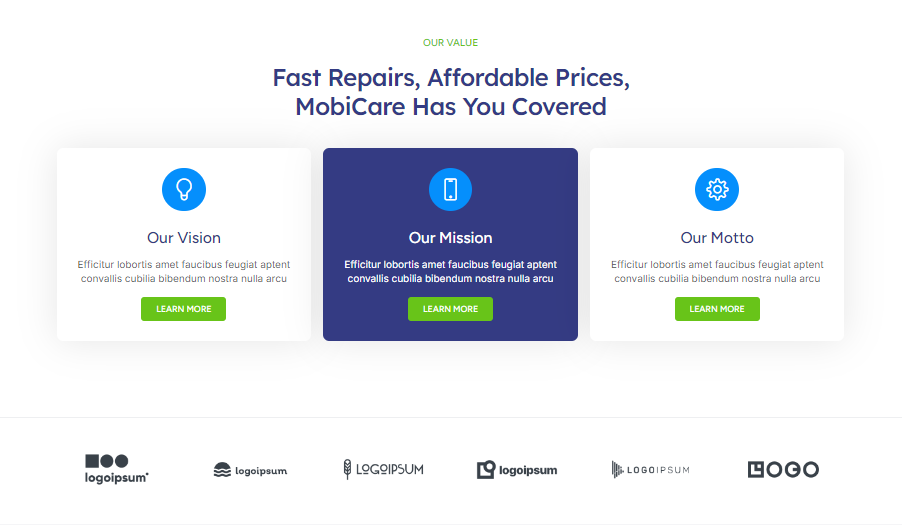 OUR VALUE
Fast Repairs, Affordable Prices,
MobiCare Has You Covered
Our Vision
Efficitur lobortis amet faucibus feugiat aptent
convallis cubilia bibendum nostra nulla arcu
LEARN MORE
Our Mission
Efficitur lobortis amet faucibus feugiat aptent
convallis cubilia bibendum nostra nulla arcu
LEARN MORE
Our Motto
Efficitur lobortis amet faucibus feugiat aptent
convallis cubilia bibendum nostra nulla arcu
LEARN MORE
logoipsum
logoipsum
LOGOIPSUM
logoipsum
LOGOIPSUM
LOGO